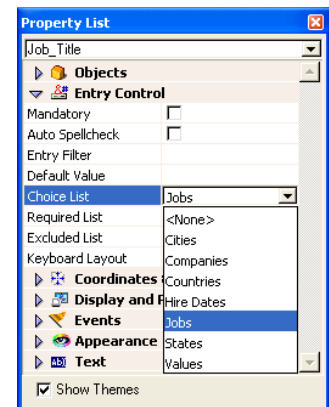 Property List
Job_Title
Objects
Entry Control
Mandatory
Auto Spellcheck
Entry Filter
Default Value
Choice List Jobs
Required List <None>
Excluded List Cities
Keyboard Layout Companies
Coordinates Countries
Display and Hire Dates
Events Jobs
Appearance States
Text Values
Show Themes